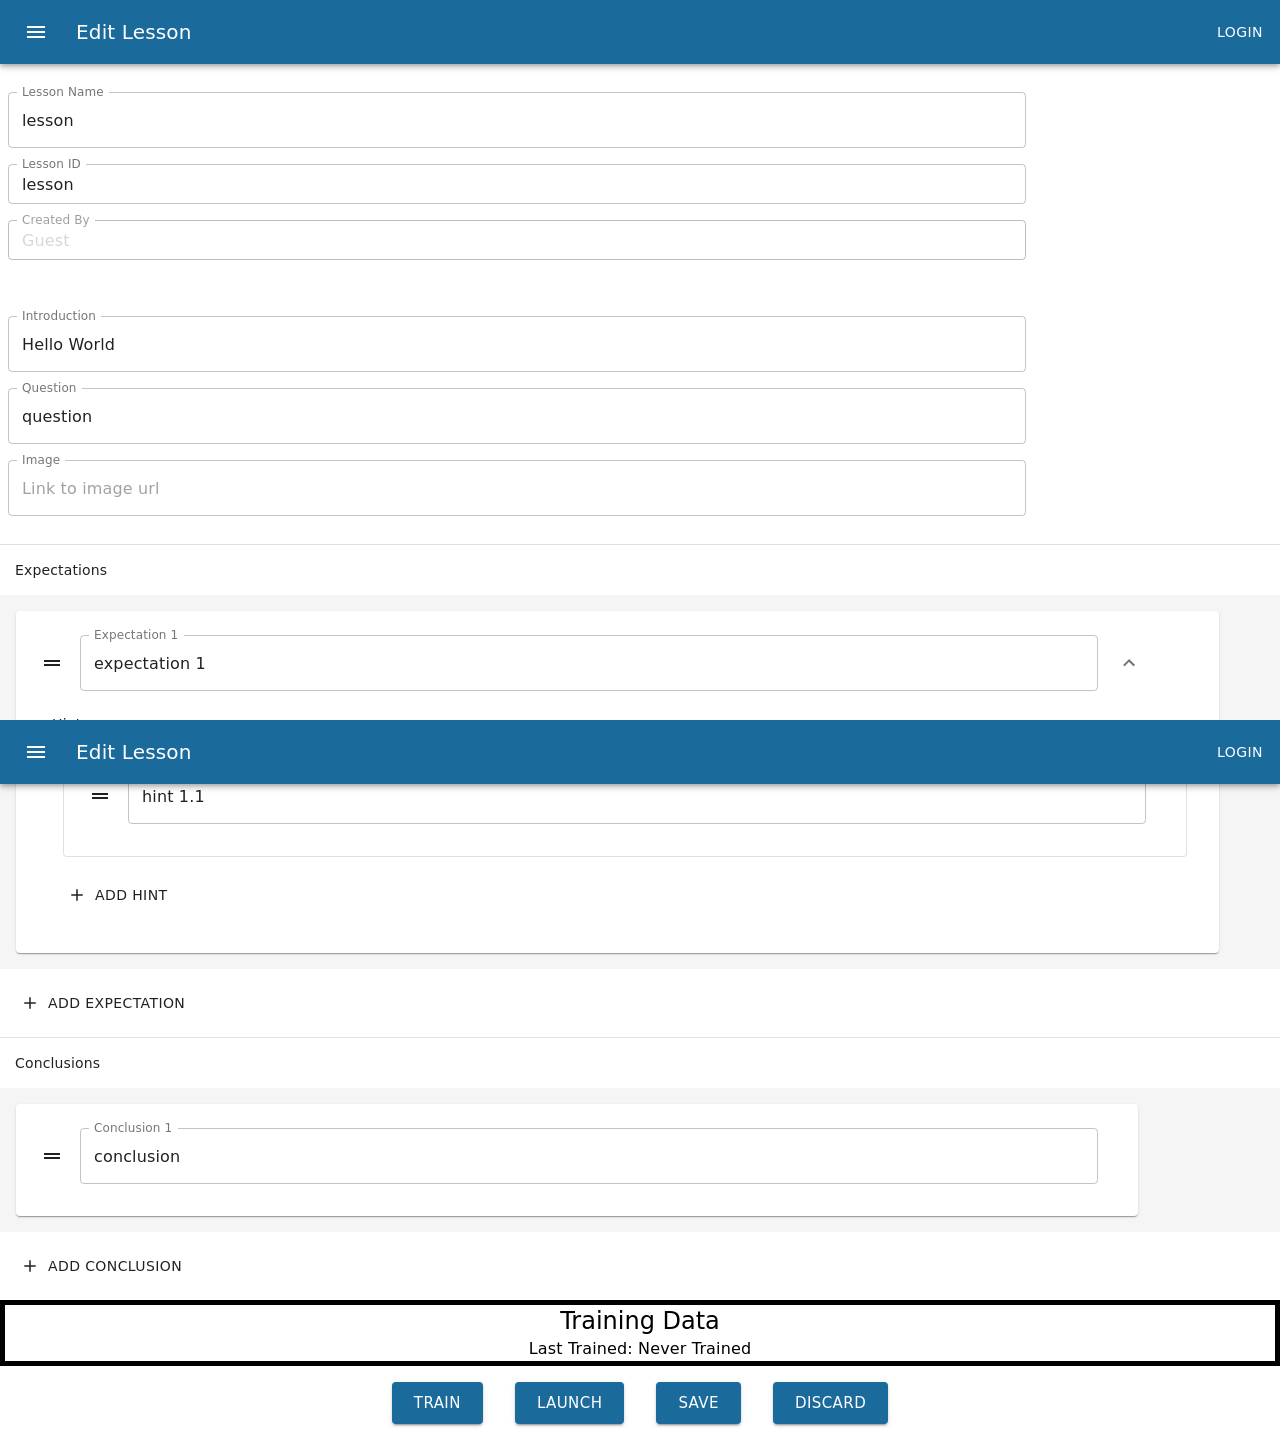 Edit Lesson
LOGIN
Lesson Name
lesson
Lesson ID
lesson
Created By
Guest
Introduction
Hello World
Question
question
Image
Link to image url
Expectations
Expectation 1
expectation 1
Edit Lesson
LOGIN
hint 1.1
ADD HINT
ADD EXPECTATION
Conclusions
Conclusion 1
conclusion
ADD CONCLUSION
Training Data
Last Trained: Never Trained
TRAIN
LAUNCH
SAVE
DISCARD